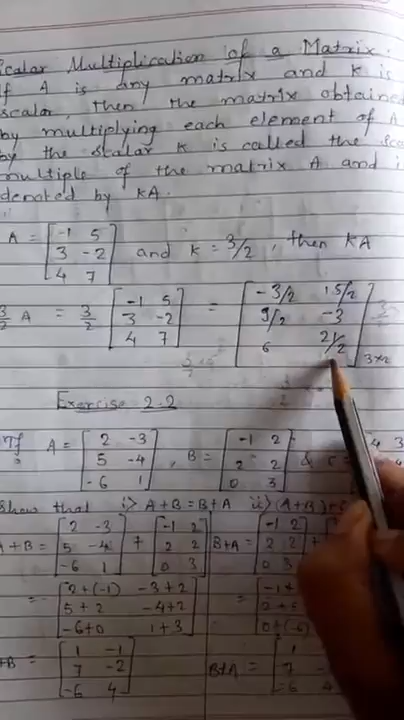 Scalar Multiplication of a Matrix.
If A is any matrix and K is
scalar, then the matrix obtained
by multiplying each element of A
by the scalar K is called the
multiple of the matrix A and
denoted by KA.
A = [-1 5
3 -2
4 7] and K = 3/2, then KA
3/2 A = 3/2 [-1 5
3 -2
4 7] = [-3/2 15/2
9/2 -3
6 21/2] 3×2
Exercise 2.2
If A = [2 -3
5 -4
-6 1], B = [-1 2
2 2
0 3] &
Show that i> A+B = B+A ii> (A+B)+
A+B = [2 -3
5 -4
-6 1] + [-1 2
2 2
0 3] B+A = [-1 2
2 2
0 3] +
= [2+(-1) -3+2
5+2 -4+2
-6+0 1+3] = [-1+
2+5
0+(-6)
A+B = [1 -1
7 -2
-6 4] B+A = [1
7
-6